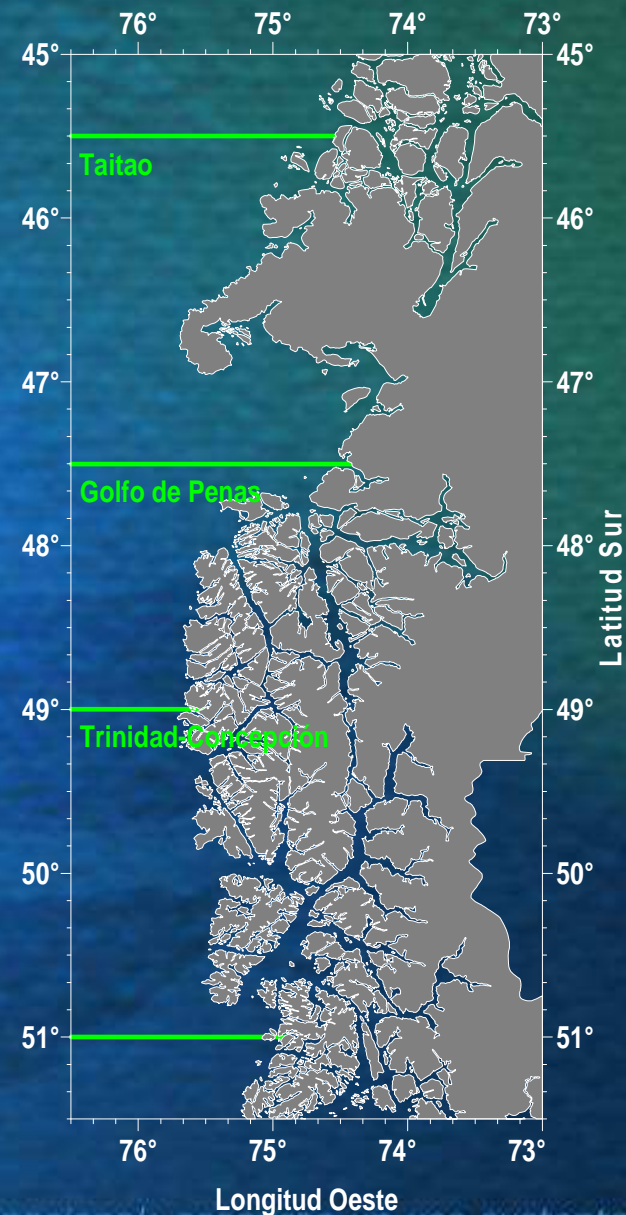 76° 75° 74° 73°
45° 45°
Taitao
46° 46°
47° 47°
Golfo de Penas
48° 48°
Latitud Sur
49° 49°
Trinidad-Concepción
50° 50°
51° 51°
76° 75° 74° 73°
Longitud Oeste